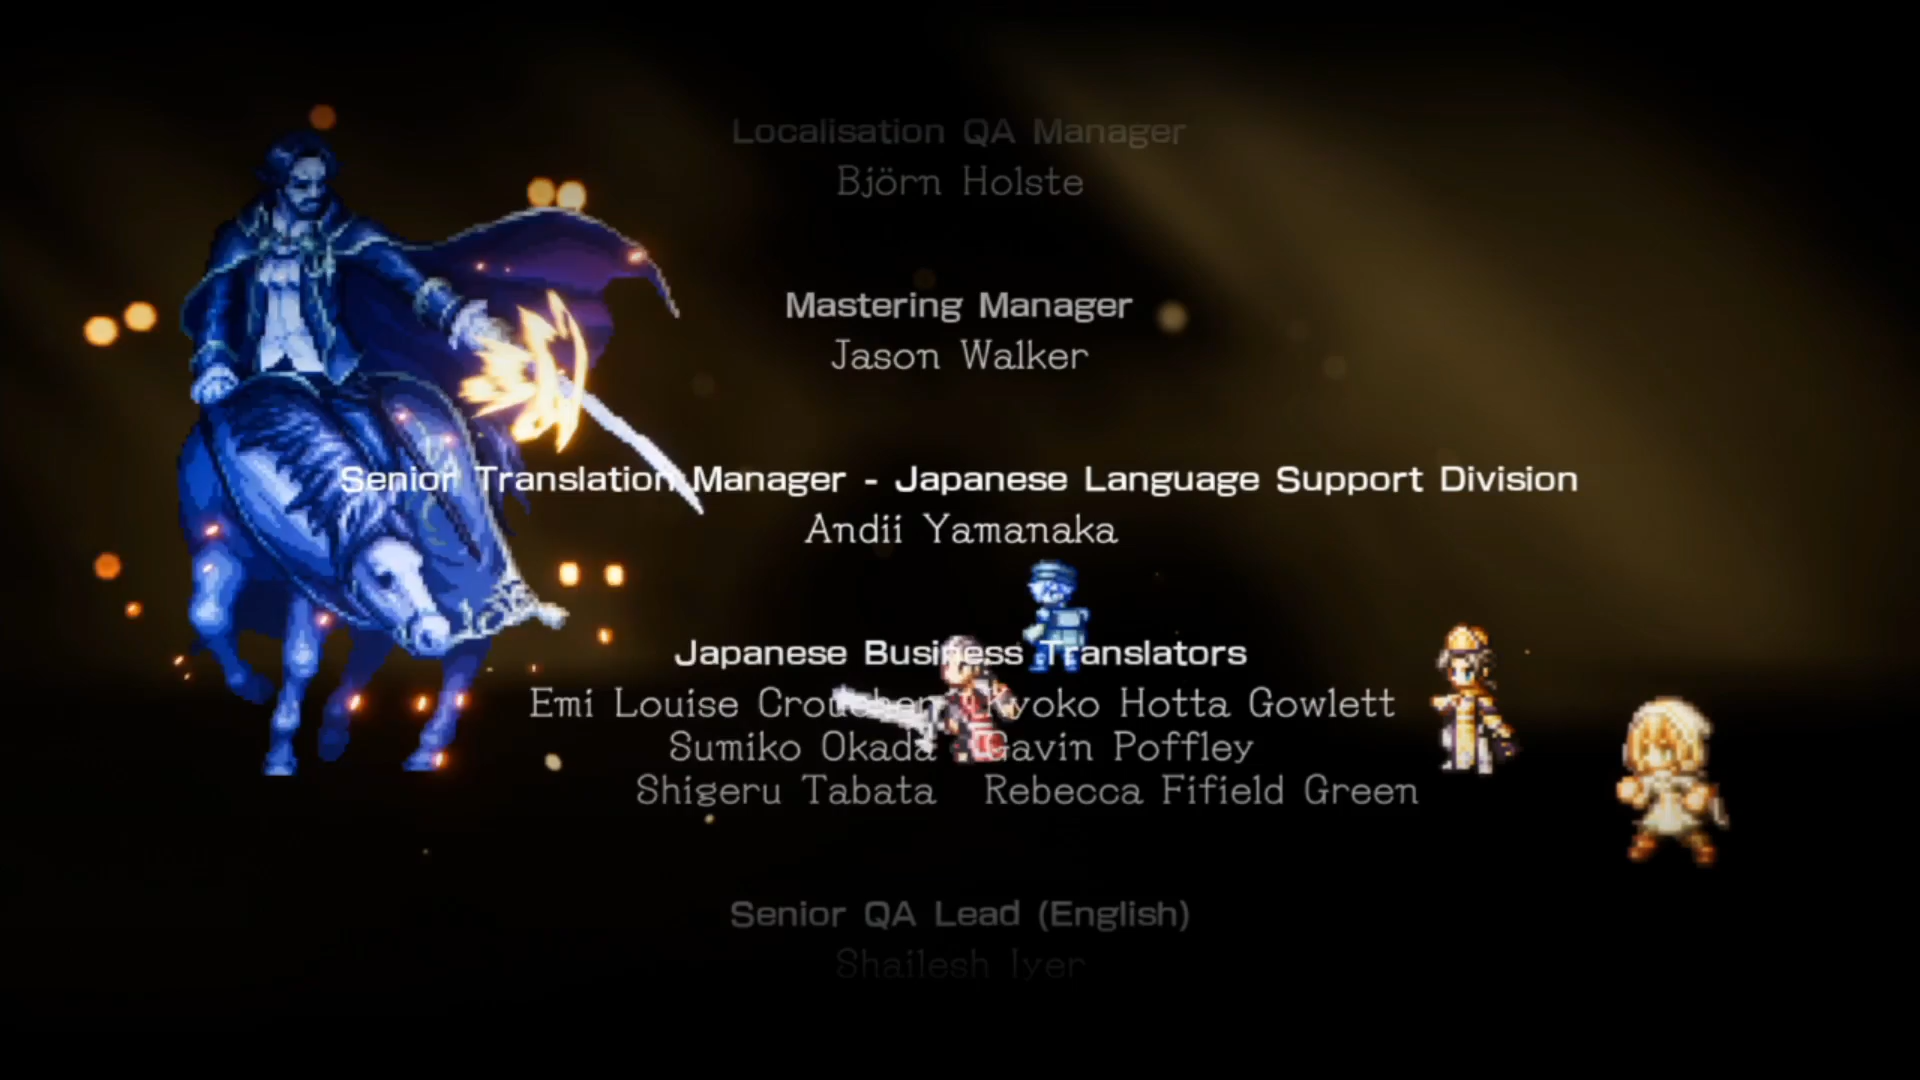 Localisation QA Manager
Björn Holste
Mastering Manager
Jason Walker
Senior Translation Manager - Japanese Language Support Division
Andii Yamanaka
Japanese Business Translators
Emi Louise Crouchen Kyoko Hotta Gowlett
Sumiko Okada Gavin Poffley
Shigeru Tabata Rebecca Fifield Green
Senior QA Lead (English)
Shailesh Iyer